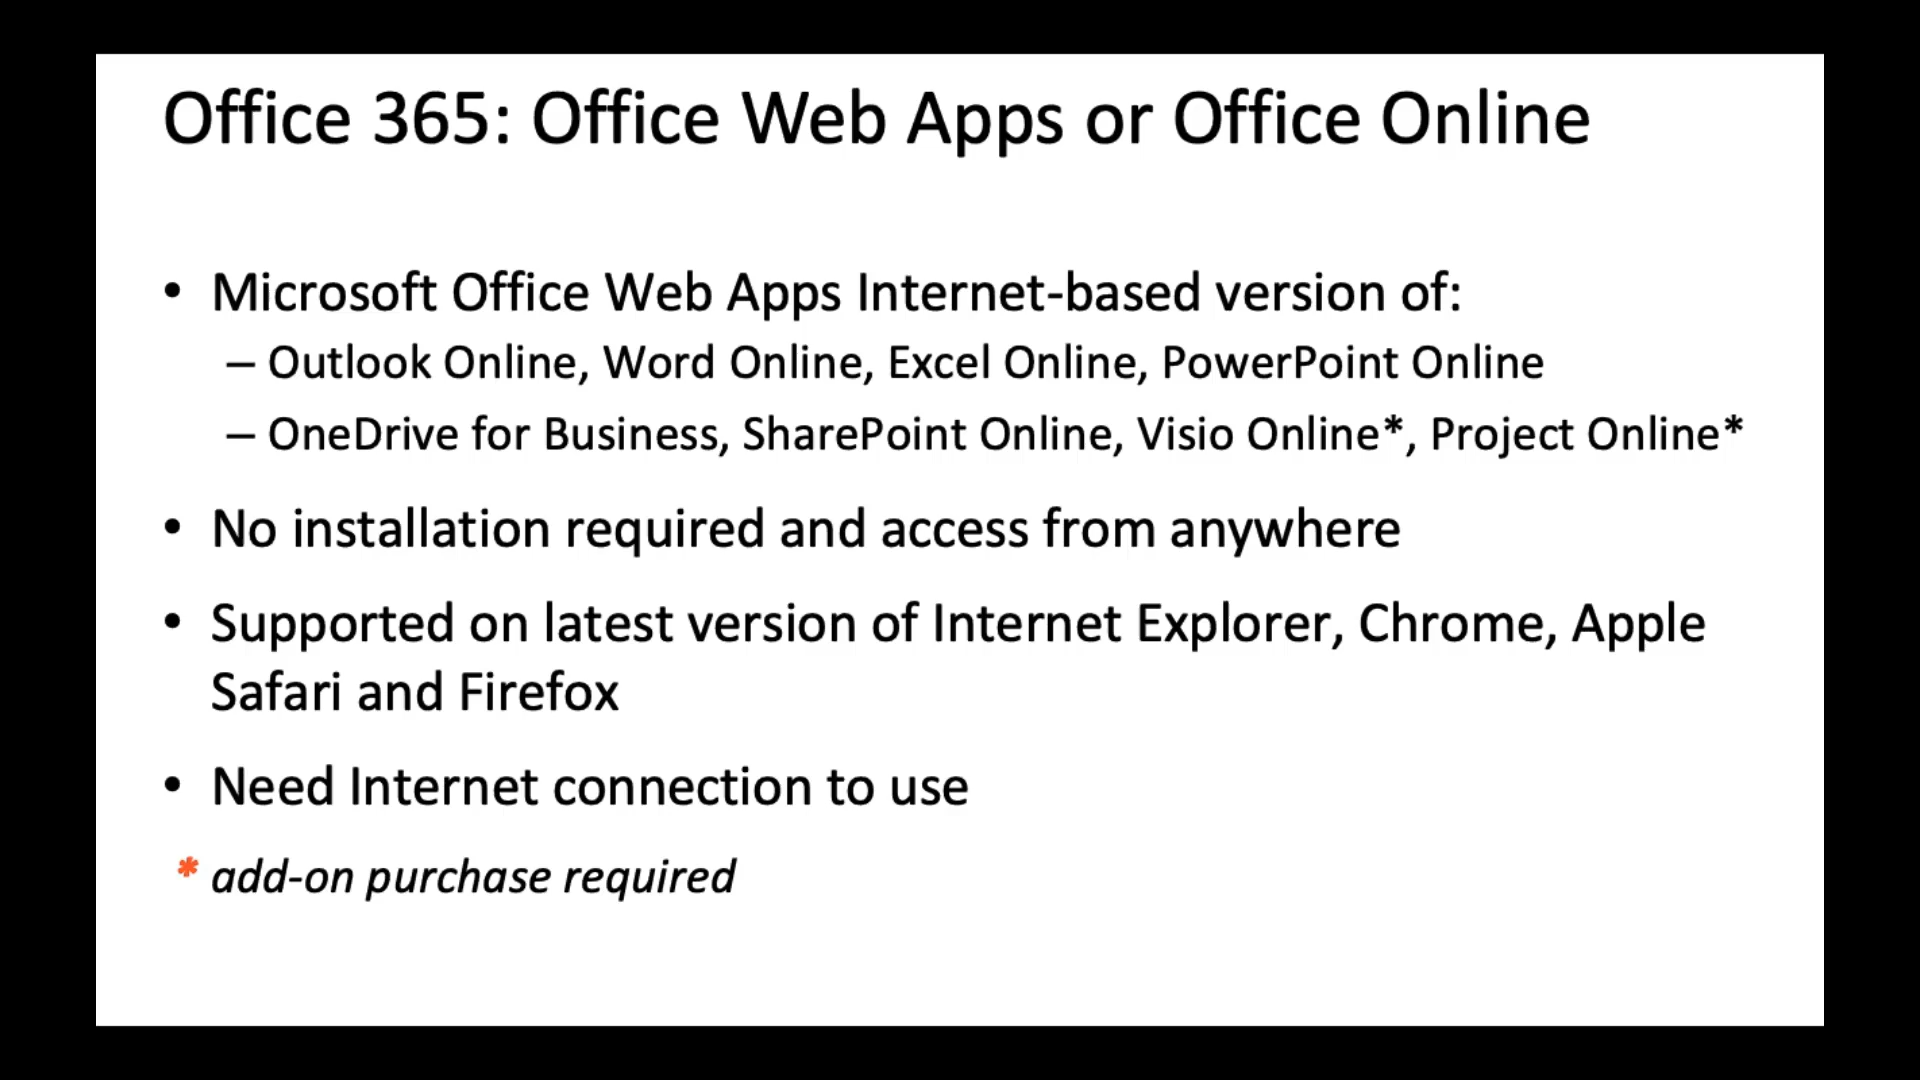 Office 365: Office Web Apps or Office Online
• Microsoft Office Web Apps Internet-based version of:
– Outlook Online, Word Online, Excel Online, PowerPoint Online
– OneDrive for Business, SharePoint Online, Visio Online*, Project Online*
• No installation required and access from anywhere
• Supported on latest version of Internet Explorer, Chrome, Apple
Safari and Firefox
• Need Internet connection to use
* add-on purchase required